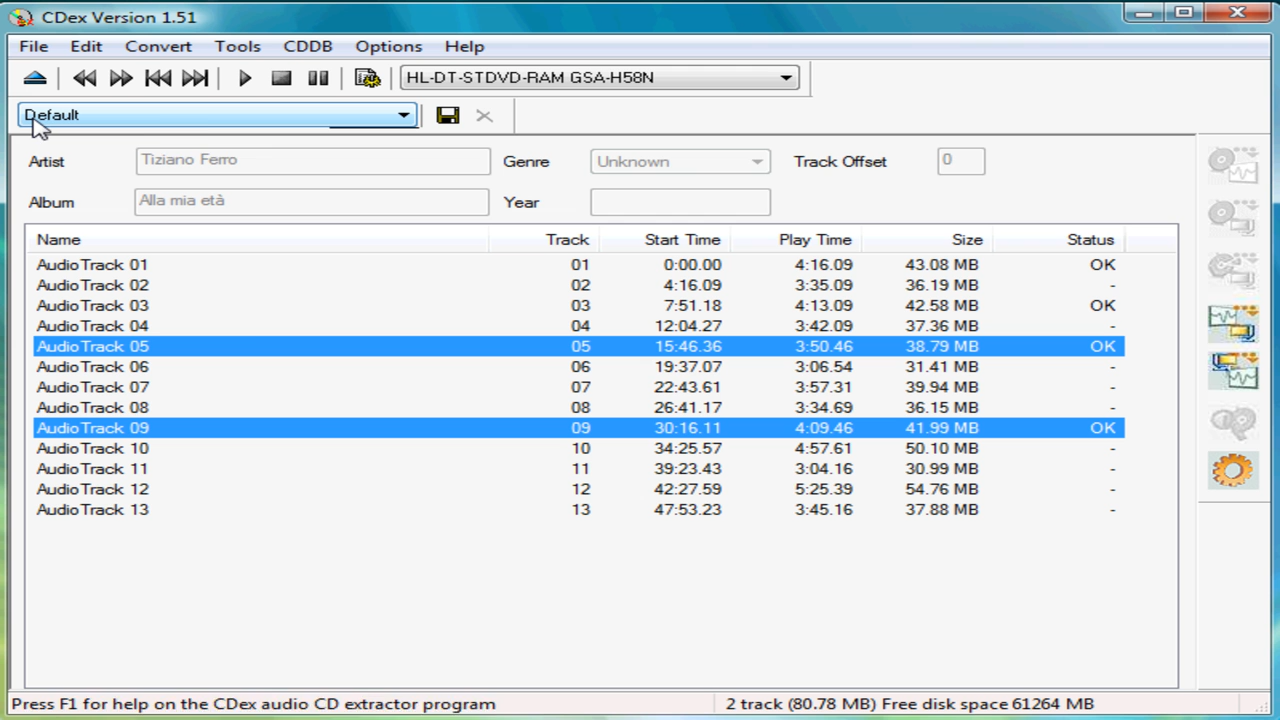 CDex Version 1.51
File Edit Convert Tools CDDB Options Help
HL-DT-STDVD-RAM GSA-H58N
Default
Artist Tiziano Ferro Genre Unknown Track Offset 0
Album Alla mia età Year
Name Track Start Time Play Time Size Status
AudioTrack 01 01 0:00.00 4:16.09 43.08 MB OK
AudioTrack 02 02 4:16.09 3:35.09 36.19 MB -
AudioTrack 03 03 7:51.18 4:13.09 42.58 MB OK
AudioTrack 04 04 12:04.27 3:42.09 37.36 MB -
AudioTrack 05 05 15:46.36 3:50.46 38.79 MB OK
AudioTrack 06 06 19:37.07 3:06.54 31.41 MB -
AudioTrack 07 07 22:43.61 3:57.31 39.94 MB -
AudioTrack 08 08 26:41.17 3:34.69 36.15 MB -
AudioTrack 09 09 30:16.11 4:09.46 41.99 MB OK
AudioTrack 10 10 34:25.57 4:57.61 50.10 MB -
AudioTrack 11 11 39:23.43 3:04.16 30.99 MB -
AudioTrack 12 12 42:27.59 5:25.39 54.76 MB -
AudioTrack 13 13 47:53.23 3:45.16 37.88 MB -
Press F1 for help on the CDex audio CD extractor program 2 track (80.78 MB) Free disk space 61264 MB